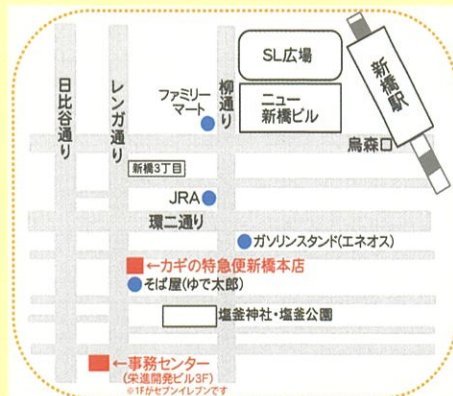 SL広場
新橋駅
日比谷通り
レンガ通り
柳通り
ファミリー
マート
ニュー
新橋ビル
烏森口
新橋3丁目
JRA
環二通り
ガソリンスタンド(エネオス)
←カギの特急便新橋本店
そば屋(ゆで太郎)
塩釜神社・塩釜公園
←事務センター
(栄進開発ビル3F)
※1Fがセブンイレブンです